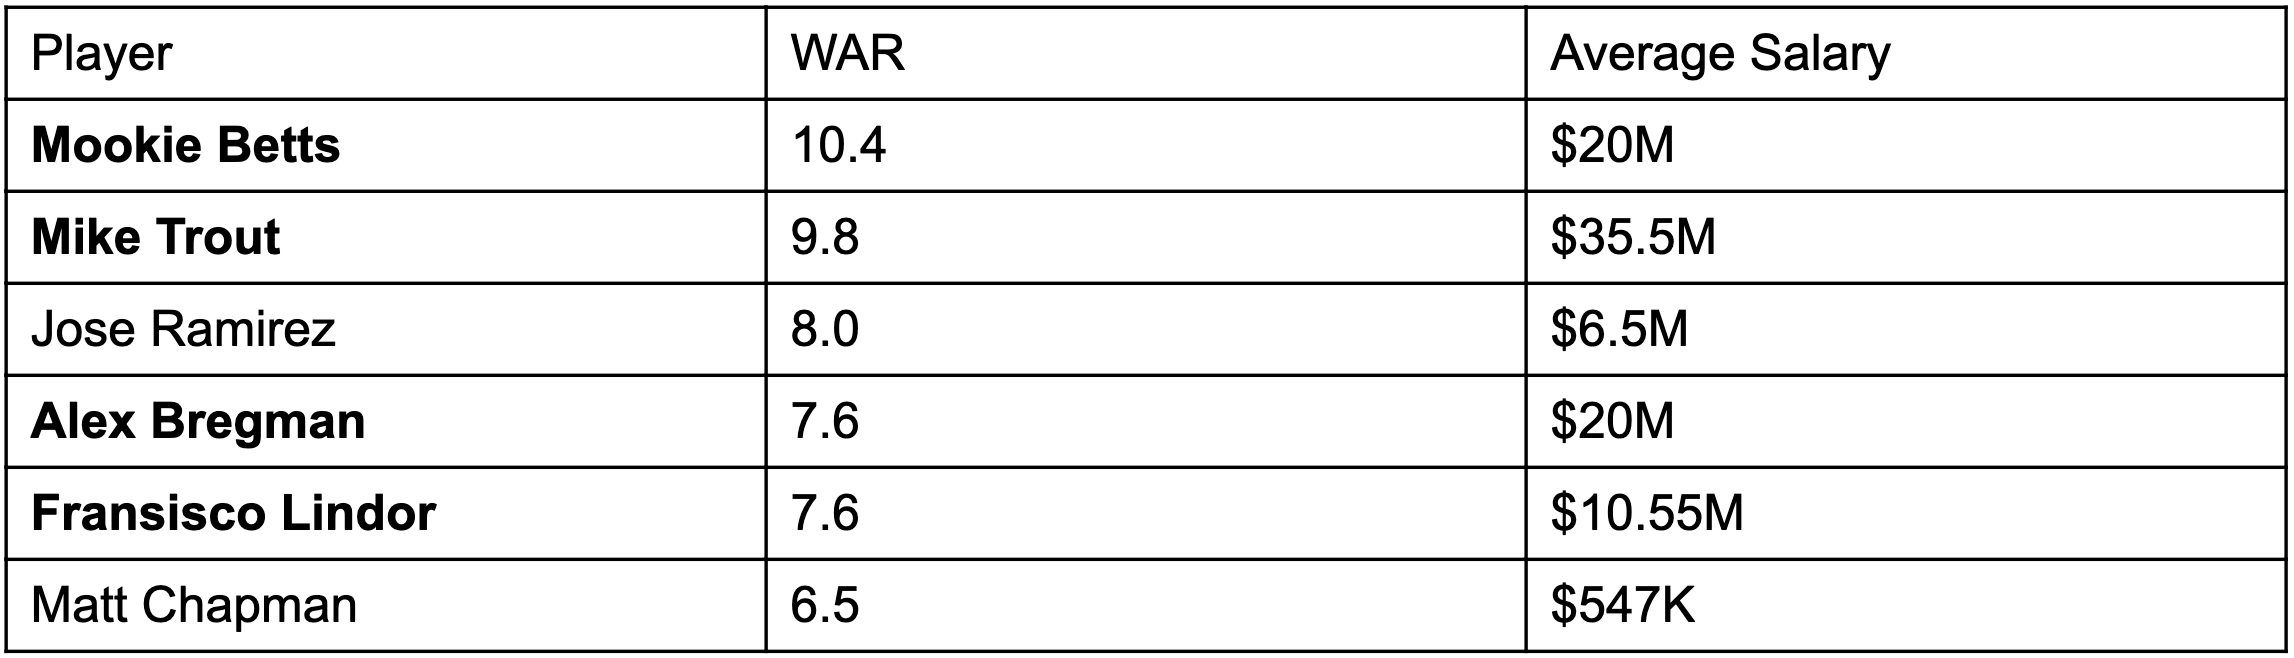 Player WAR Average Salary
Mookie Betts 10.4 $20M
Mike Trout 9.8 $35.5M
Jose Ramirez 8.0 $6.5M
Alex Bregman 7.6 $20M
Fransisco Lindor 7.6 $10.55M
Matt Chapman 6.5 $547K